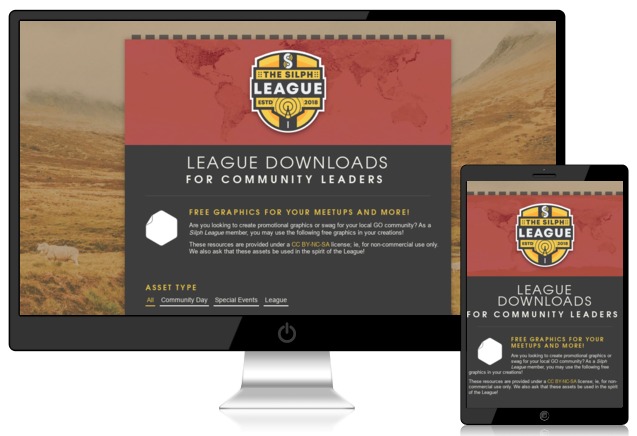 THE SILPH
LEAGUE
ESTD 2018
LEAGUE DOWNLOADS
FOR COMMUNITY LEADERS
FREE GRAPHICS FOR YOUR MEETUPS AND MORE!
Are you looking to create promotional graphics or swag for your local GO community? As a
Silph League member, you may use the following free graphics in your creations!
These resources are provided under a CC BY-NC-SA license; ie, for non-commercial use only.
We also ask that these assets be used in the spirit of the League!
ASSET TYPE
All Community Day Special Events League
THE SILPH
LEAGUE
ESTD 2018
LEAGUE
DOWNLOADS
FOR COMMUNITY LEADERS
FREE GRAPHICS FOR YOUR
MEETUPS AND MORE!
Are you looking to create promotional graphics or
swag for your local GO community? As a Silph
League member, you may use the following free
graphics in your creations!
These resources are provided under a CC BY-NC-SA license; ie, for non-
commercial use only. We also ask that these assets be used in the spirit
of the League!